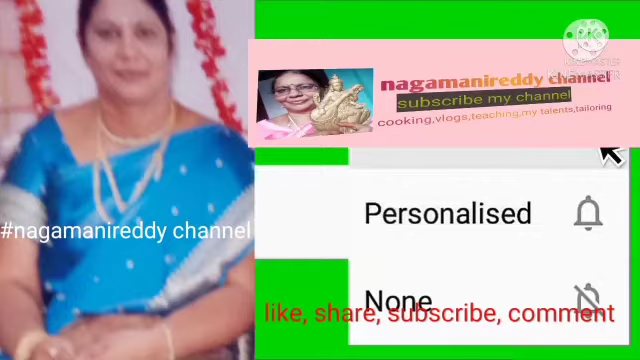 KINEMASTER
nagamanireddy channel
subscribe my channel
cooking,vlogs,teaching,my talents,tailoring
Personalised
#nagamanireddy channel
None
like, share, subscribe, comment